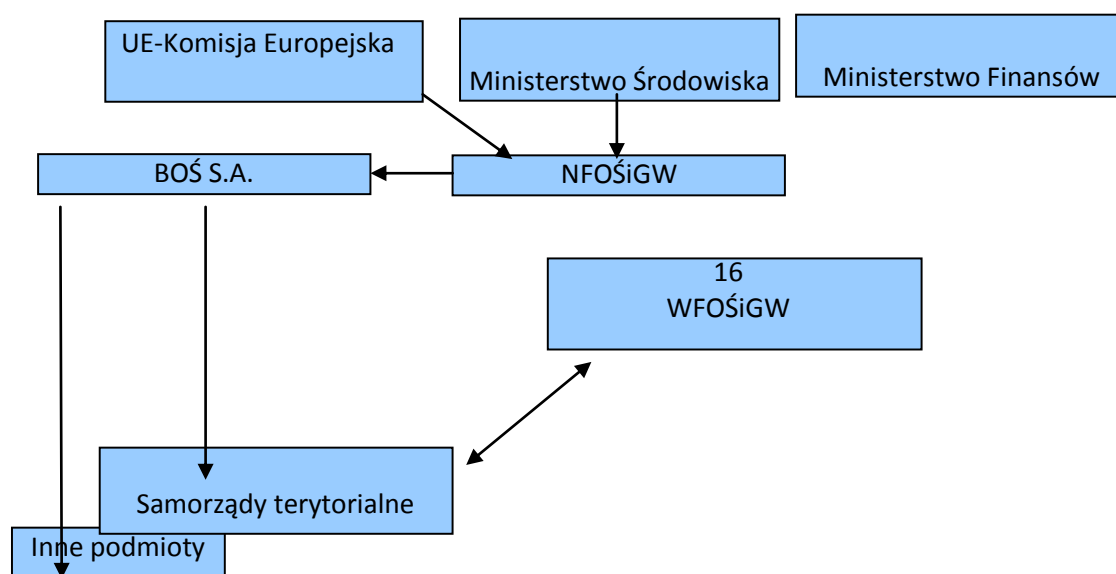 UE-Komisja Europejska
Ministerstwo Środowiska
Ministerstwo Finansów
BOŚ S.A.
NFOŚiGW
16
WFOŚiGW
Samorządy terytorialne
Inne podmioty